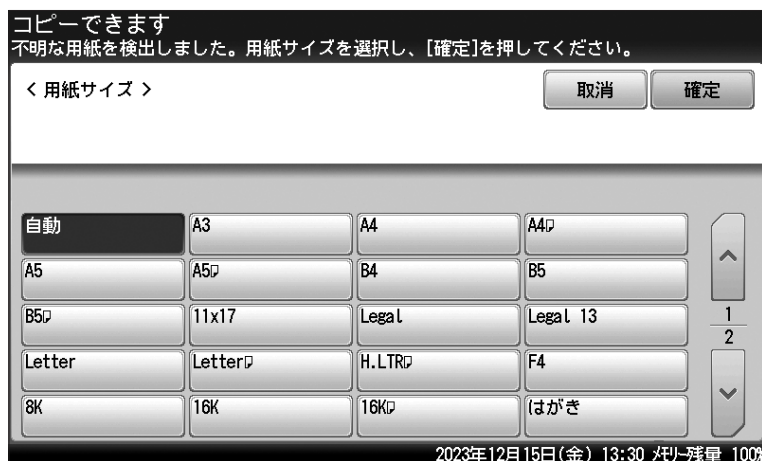 コピーできます
不明な用紙を検出しました。用紙サイズを選択し、[確定]を押してください。
< 用紙サイズ > 取消 確定
自動 A3 A4 A4
A5 A5 B4 B5
B5 11x17 Legal Legal 13
1
2
Letter Letter H.LTR F4
8K 16K 16K はがき
2023年12月15日(金) 13:30 メモリー残量 100%